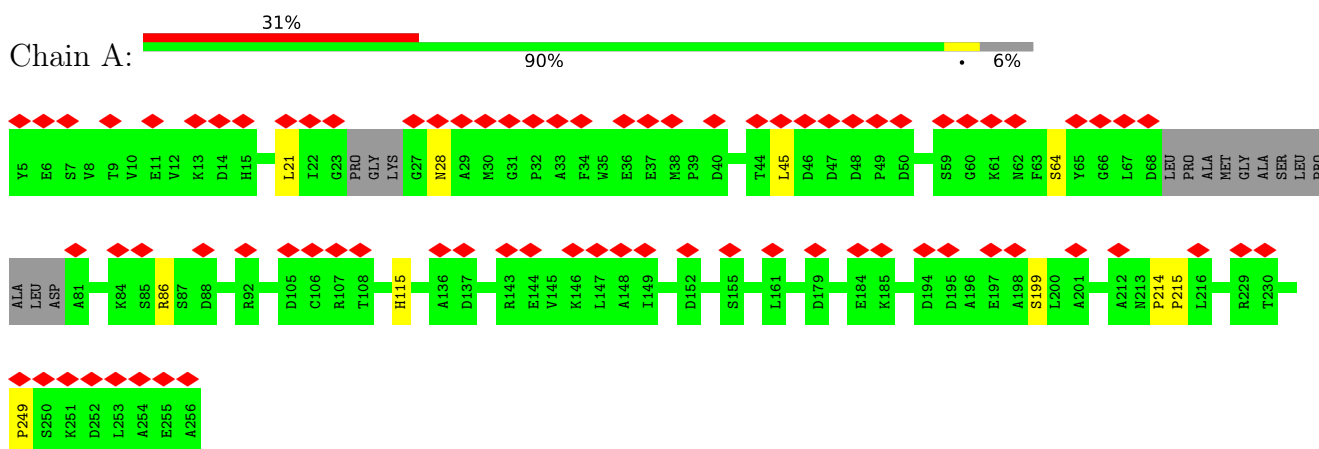 31%
Chain A:
90% • 6%
Y5 E6 S7 V8 T9 V10 E11 V12 K13 D14 H15 L21 I22 G23 PRO GLY LYS G27 N28 A29 M30 G31 P32 A33 F34 W35 E36 E37 M38 P39 D40 T44 L45 D46 D47 D48 P49 D50 S59 G60 K61 N62 F63 S64 Y65 G66 L67 D68 LEU PRO ALA MET GLY ALA SER LEU PRO
ALA LEU ASP A81 K84 S85 R86 S87 D88 R92 D105 C106 R107 T108 H115 A136 D137 R143 E144 V145 K146 L147 A148 I149 D152 S155 L161 D179 E184 K185 D194 D195 A196 E197 A198 S199 L200 A201 A212 N213 P214 P215 L216 R229 T230
P249 S250 K251 D252 L253 A254 E255 A256